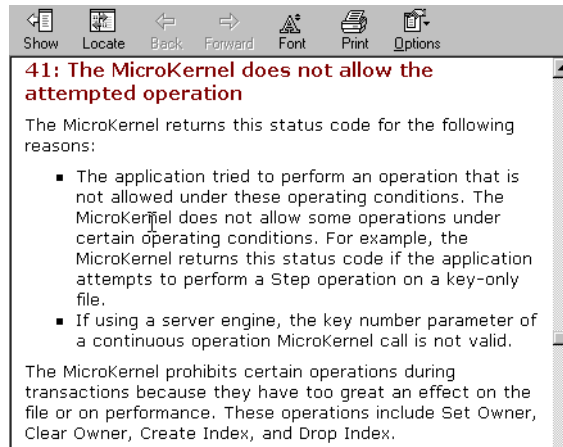 Show Locate Back Forward Font Print Options
41: The MicroKernel does not allow the
attempted operation
The MicroKernel returns this status code for the following
reasons:
The application tried to perform an operation that is
not allowed under these operating conditions. The
MicroKernel does not allow some operations under
certain operating conditions. For example, the
MicroKernel returns this status code if the application
attempts to perform a Step operation on a key-only
file.
If using a server engine, the key number parameter of
a continuous operation MicroKernel call is not valid.
The MicroKernel prohibits certain operations during
transactions because they have too great an effect on the
file or on performance. These operations include Set Owner,
Clear Owner, Create Index, and Drop Index.